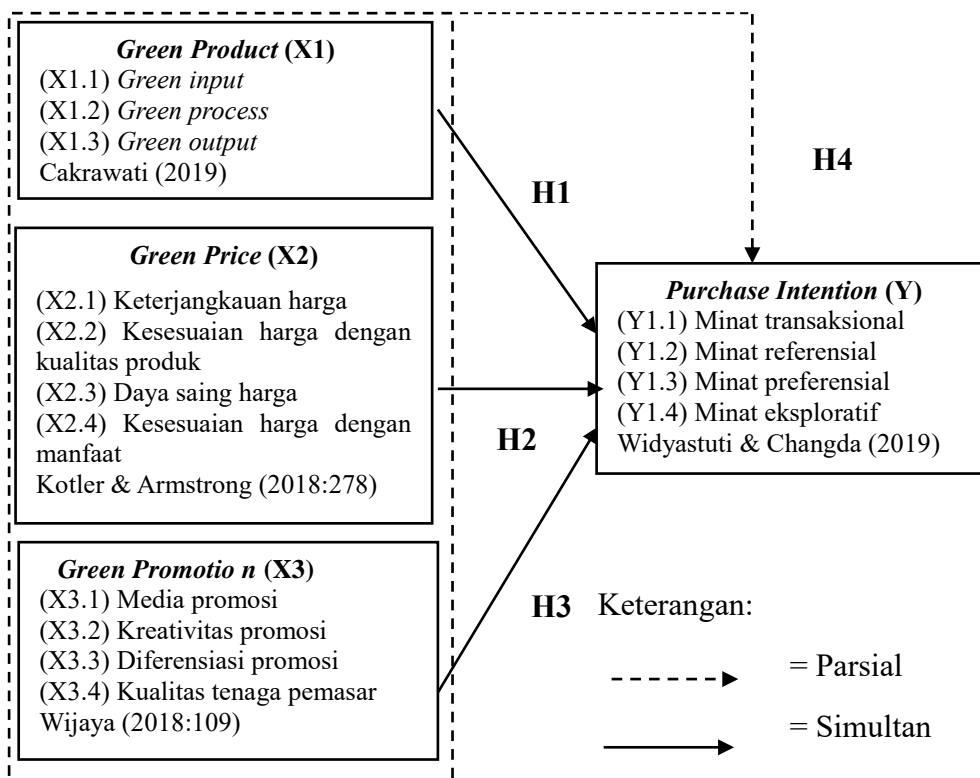 Green Product (X1)
(X1.1) Green input
(X1.2) Green process
(X1.3) Green output
Cakrawati (2019)
H1
H4
Green Price (X2)
(X2.1) Keterjangkauan harga
(X2.2) Kesesuaian harga dengan
kualitas produk
(X2.3) Daya saing harga
(X2.4) Kesesuaian harga dengan
manfaat
Kotler & Armstrong (2018:278)
H2
Purchase Intention (Y)
(Y1.1) Minat transaksional
(Y1.2) Minat referensial
(Y1.3) Minat preferensial
(Y1.4) Minat eksploratif
Widyastuti & Changda (2019)
Green Promotio n (X3)
(X3.1) Media promosi
(X3.2) Kreativitas promosi
(X3.3) Diferensiasi promosi
(X3.4) Kualitas tenaga pemasar
Wijaya (2018:109)
H3
Keterangan:
= Parsial
= Simultan